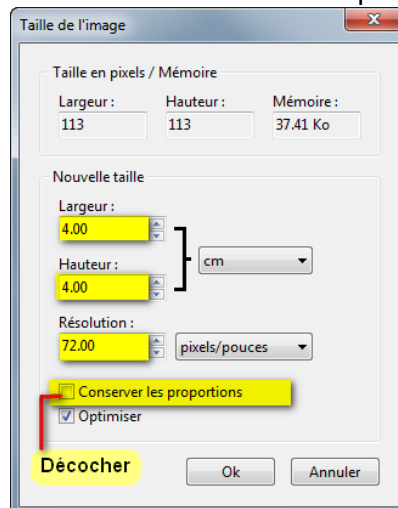 Taille de l'image
Taille en pixels / Mémoire
Largeur : Hauteur : Mémoire :
113 113 37.41 Ko
Nouvelle taille
Largeur :
4.00
cm
Hauteur :
4.00
Résolution :
72.00 pixels/pouces
Conserver les proportions
Optimiser
Décocher
Ok Annuler